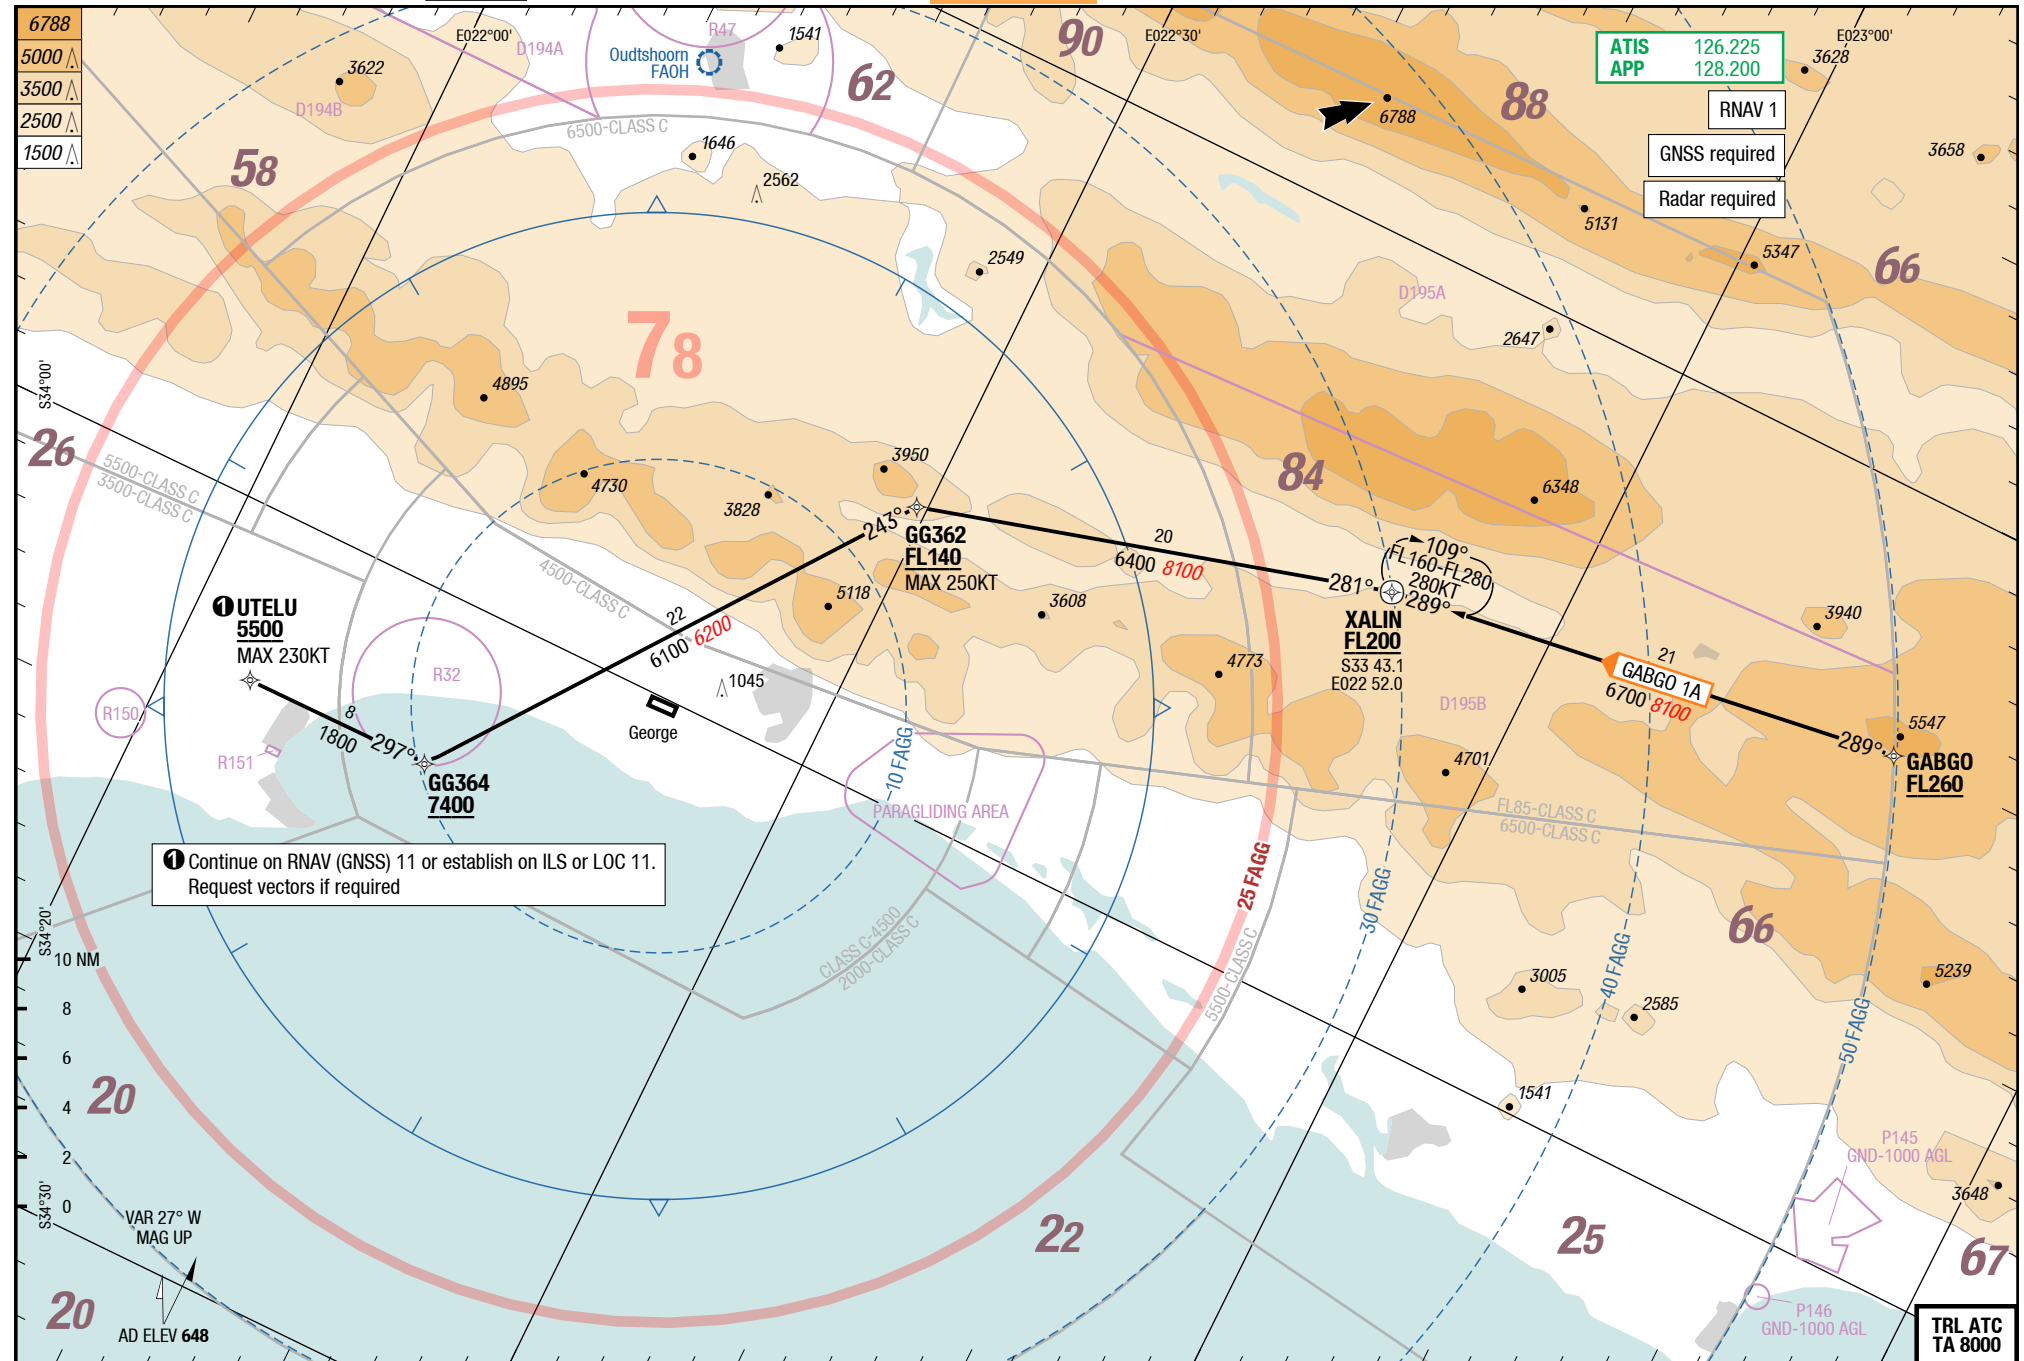 6788
5000
3500
2500
1500
E022°00'
E022°30'
E023°00'
D194A
D194B
R47
Oudtshoorn
FAOH
1541
3622
62
90
88
58
6788
ATIS 126.225
APP 128.200
RNAV 1
GNSS required
Radar required
3628
3658
6500-CLASS C
1646
2562
2549
5131
5347
66
D195A
2647
78
4895
S34°00'
26
5500-CLASS C
3500-CLASS C
4730
3828
3950
84
6348
243°
GG362
FL140
MAX 250KT
20
6400 8100
281°
109°
(FL160-FL280)
280KT
289°
XALIN
FL200
S33 43.1
E022 52.0
4500-CLASS C
5118
3608
3940
1 UTELU
5500
MAX 230KT
22
6100 6200
R32
4773
21
GABGO 1A
6700 8100
D195B
R150
R151
8
1800
297°
GG364
7400
1045
George
10 FAGG
4701
289°
5547
GABGO
FL260
PARAGLIDING AREA
FL85-CLASS C
6500-CLASS C
1 Continue on RNAV (GNSS) 11 or establish on ILS or LOC 11.
Request vectors if required
25 FAGG
30 FAGG
40 FAGG
50 FAGG
66
CLASS C-4500
2000-CLASS C
5500-CLASS C
S34°20'
10 NM
8
6
4
2
0
3005
2585
5239
20
1541
P145
GND-1000 AGL
3648
S34°30'
VAR 27° W
MAG UP
22
25
67
20
AD ELEV 648
P146
GND-1000 AGL
TRL ATC
TA 8000